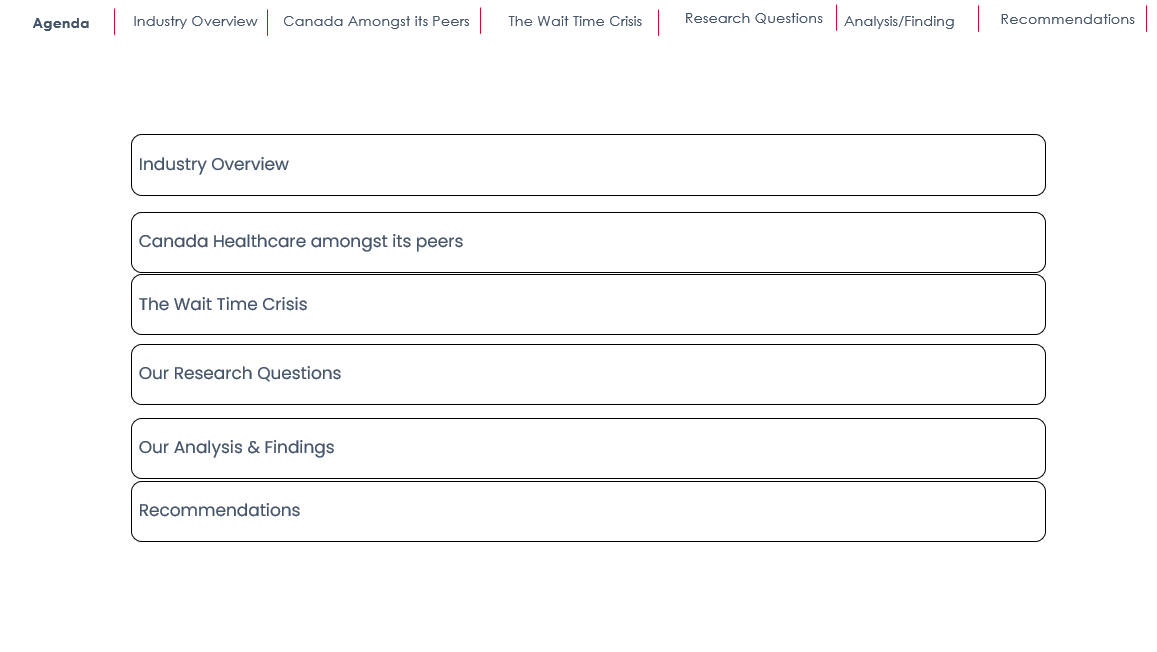 Agenda
Industry Overview
Canada Amongst its Peers
The Wait Time Crisis
Research Questions
Analysis/Finding
Recommendations
Industry Overview
Canada Healthcare amongst its peers
The Wait Time Crisis
Our Research Questions
Our Analysis & Findings
Recommendations